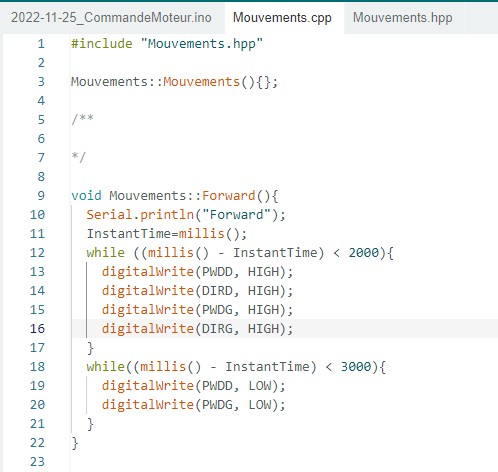 2022-11-25_CommandeMoteur.ino Mouvements.cpp Mouvements.hpp
1 #include "Mouvements.hpp"
2
3 Mouvements::Mouvements(){};
4
5 /**
6
7 */
8
9 void Mouvements::Forward(){
10 Serial.println("Forward");
11 InstantTime=millis();
12 while ((millis() - InstantTime) < 2000){
13 digitalWrite(PWDD, HIGH);
14 digitalWrite(DIRD, HIGH);
15 digitalWrite(PWDG, HIGH);
16 digitalWrite(DIRG, HIGH);
17 }
18 while((millis() - InstantTime) < 3000){
19 digitalWrite(PWDD, LOW);
20 digitalWrite(PWDG, LOW);
21 }
22 }
23